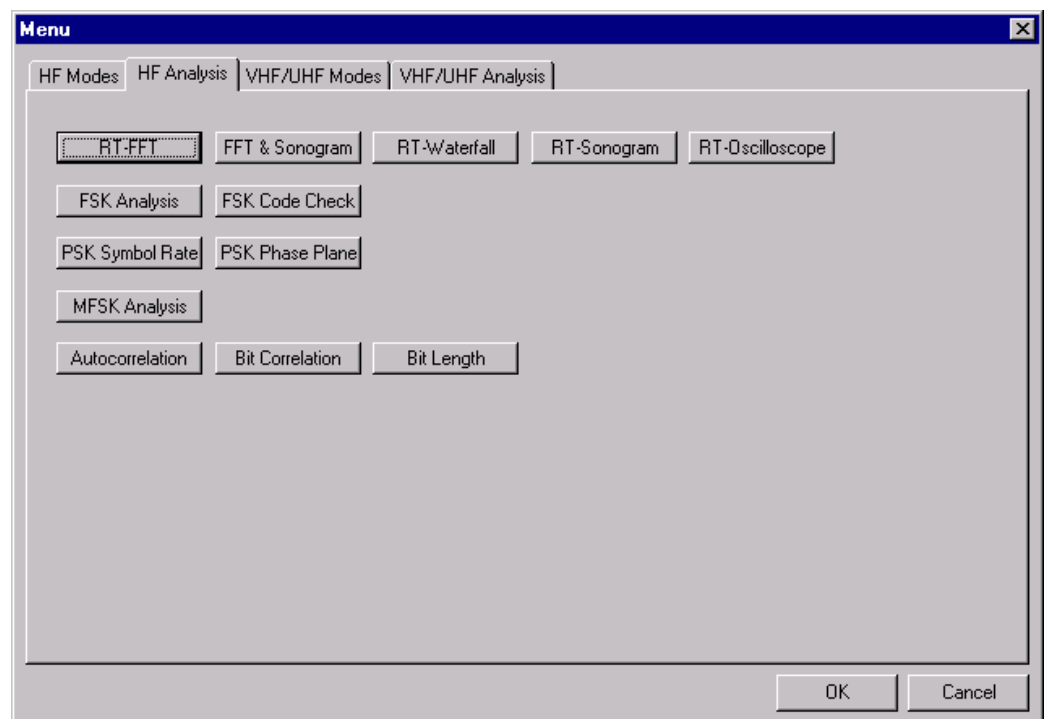 Menu
HF Modes HF Analysis VHF/UHF Modes VHF/UHF Analysis
RT-FFT FFT & Sonogram RT-Waterfall RT-Sonogram RT-Oscilloscope
FSK Analysis FSK Code Check
PSK Symbol Rate PSK Phase Plane
MFSK Analysis
Autocorrelation Bit Correlation Bit Length
OK Cancel